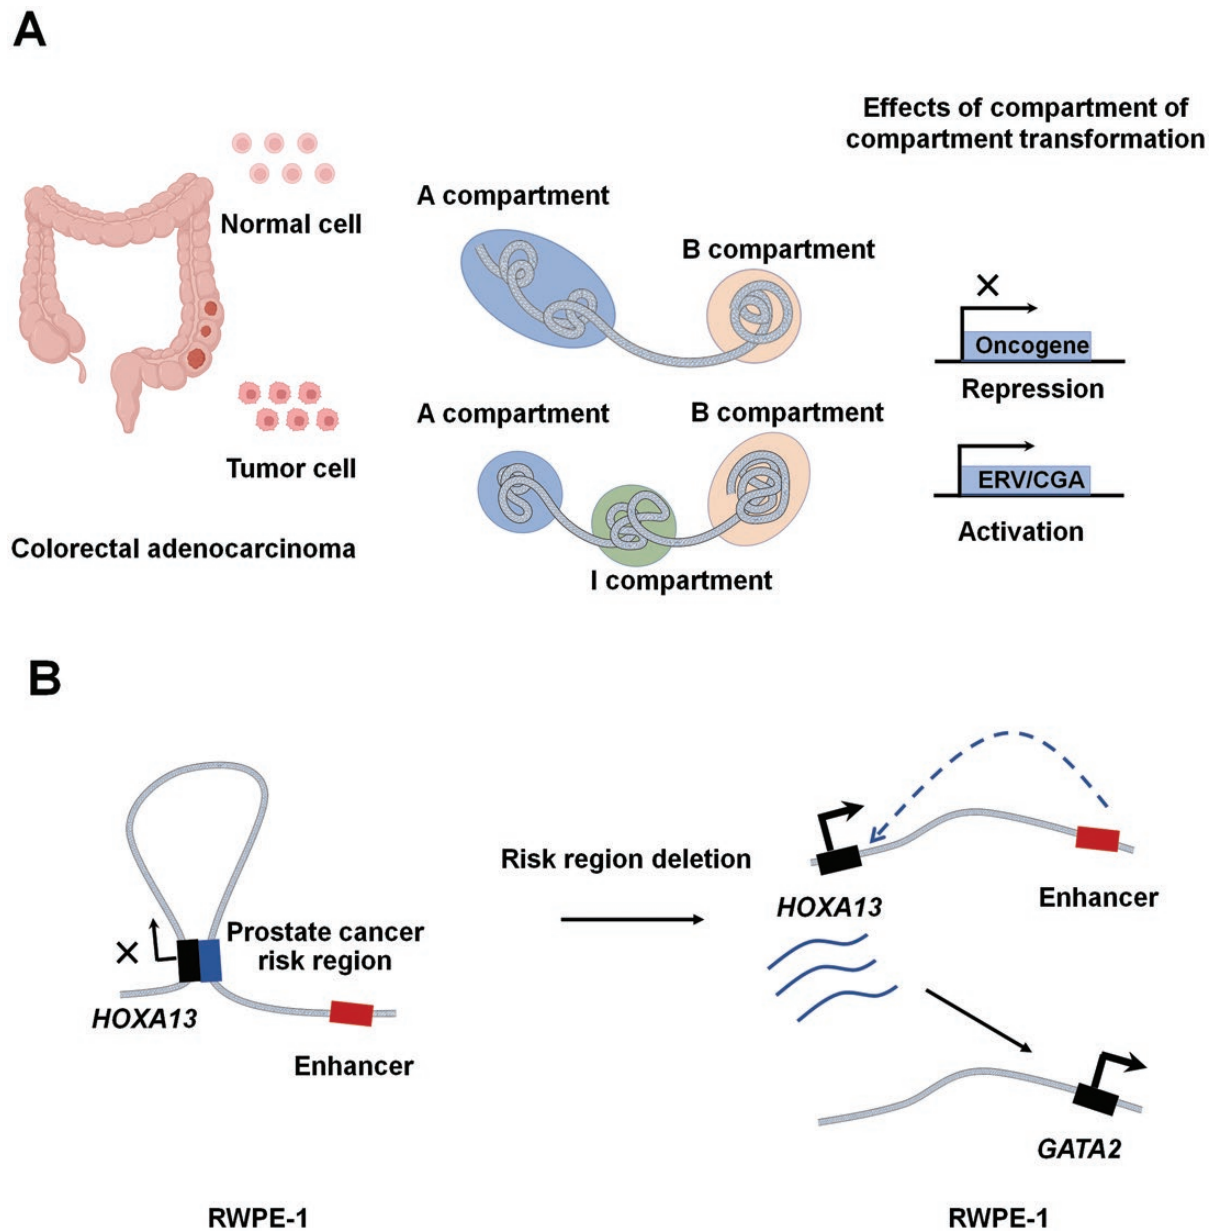 A
Effects of compartment of
compartment transformation
Normal cell
A compartment
B compartment
×
Oncogene
Repression
Tumor cell
A compartment
B compartment
ERV/CGA
Activation
Colorectal adenocarcinoma
I compartment
B
Prostate cancer
risk region
×
HOXA13
Enhancer
Risk region deletion
HOXA13
Enhancer
GATA2
RWPE-1
RWPE-1